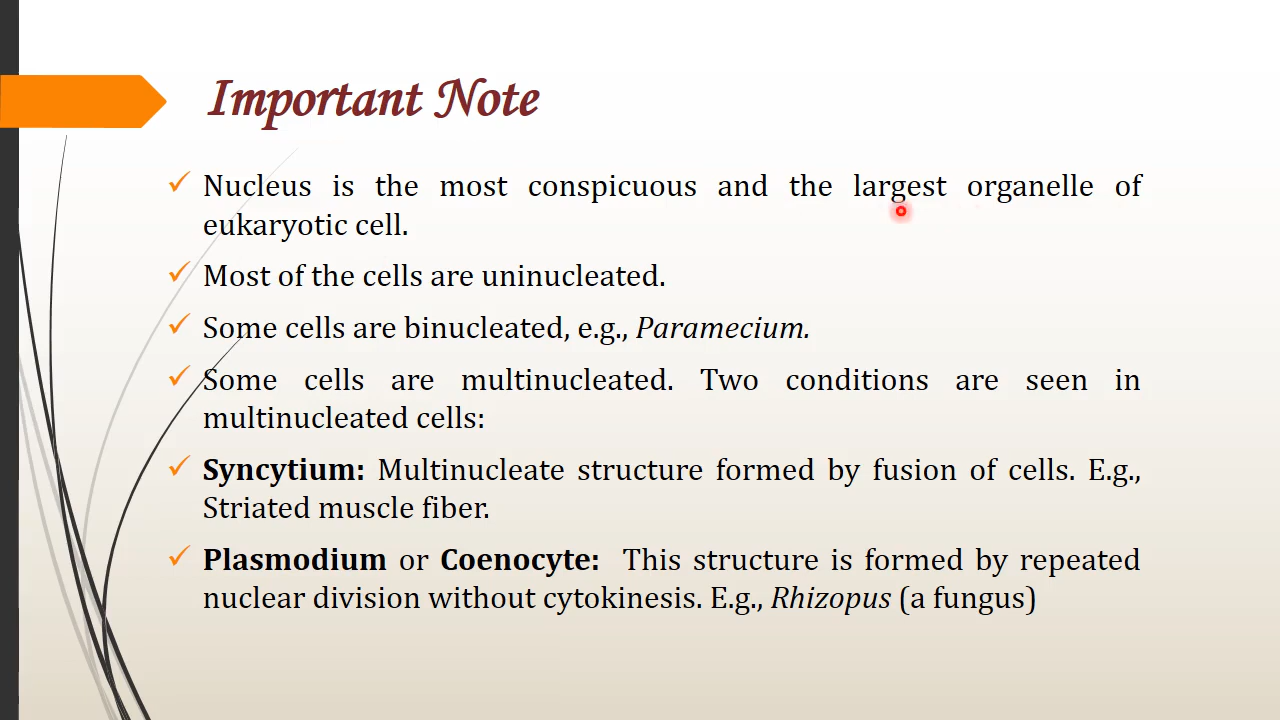 Important Note
Nucleus is the most conspicuous and the largest organelle of
eukaryotic cell.
Most of the cells are uninucleated.
Some cells are binucleated, e.g., Paramecium.
Some cells are multinucleated. Two conditions are seen in
multinucleated cells:
Syncytium: Multinucleate structure formed by fusion of cells. E.g.,
Striated muscle fiber.
Plasmodium or Coenocyte: This structure is formed by repeated
nuclear division without cytokinesis. E.g., Rhizopus (a fungus)